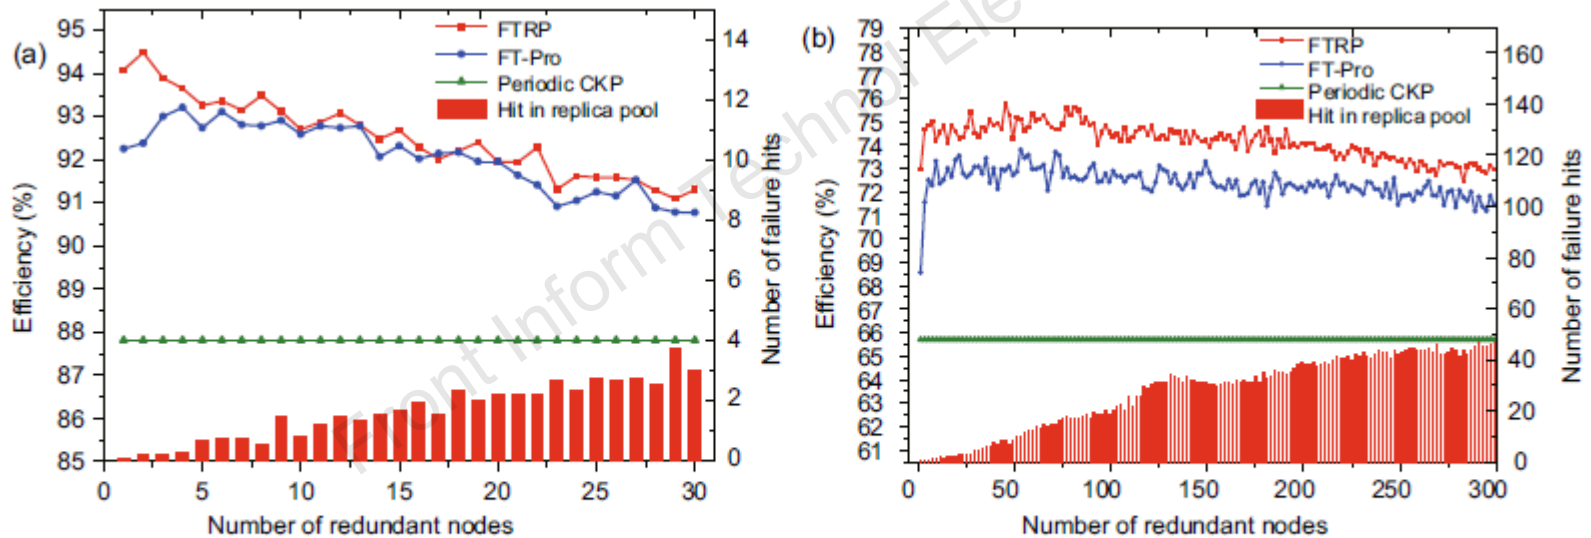 (a)
FTRP
FT-Pro
Periodic CKP
Hit in replica pool
95
94
93
92
91
90
89
88
87
86
85
Efficiency (%)
14
12
10
8
6
4
2
0
Number of failure hits
0 5 10 15 20 25 30
Number of redundant nodes
(b)
FTRP
FT-Pro
Periodic CKP
Hit in replica pool
79
78
77
76
75
74
73
72
71
70
69
68
67
66
65
64
63
62
61
Efficiency (%)
160
140
120
100
80
60
40
20
0
Number of failure hits
0 50 100 150 200 250 300
Number of redundant nodes
Front Inform Technol Ele